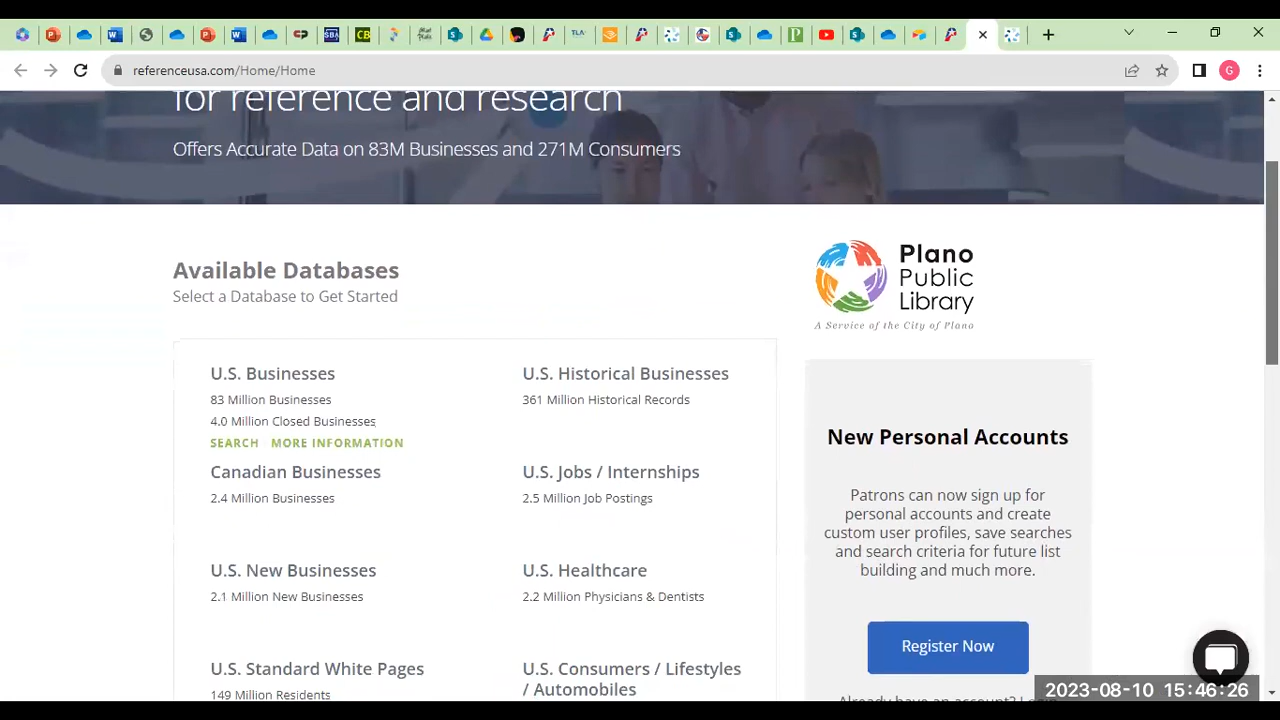 referenceusa.com/Home/Home
G
for reference and research
Offers Accurate Data on 83M Businesses and 271M Consumers
Available Databases
Select a Database to Get Started
U.S. Businesses
83 Million Businesses
4.0 Million Closed Businesses
SEARCH MORE INFORMATION
U.S. Historical Businesses
361 Million Historical Records
Canadian Businesses
2.4 Million Businesses
U.S. Jobs / Internships
2.5 Million Job Postings
U.S. New Businesses
2.1 Million New Businesses
U.S. Healthcare
2.2 Million Physicians & Dentists
U.S. Standard White Pages
149 Million Residents
U.S. Consumers / Lifestyles
/ Automobiles
Plano
Public
Library
A Service of the City of Plano
New Personal Accounts
Patrons can now sign up for
personal accounts and create
custom user profiles, save searches
and search criteria for future list
building and much more.
Register Now
Already have an account? Login
2023-08-10 15:46:26